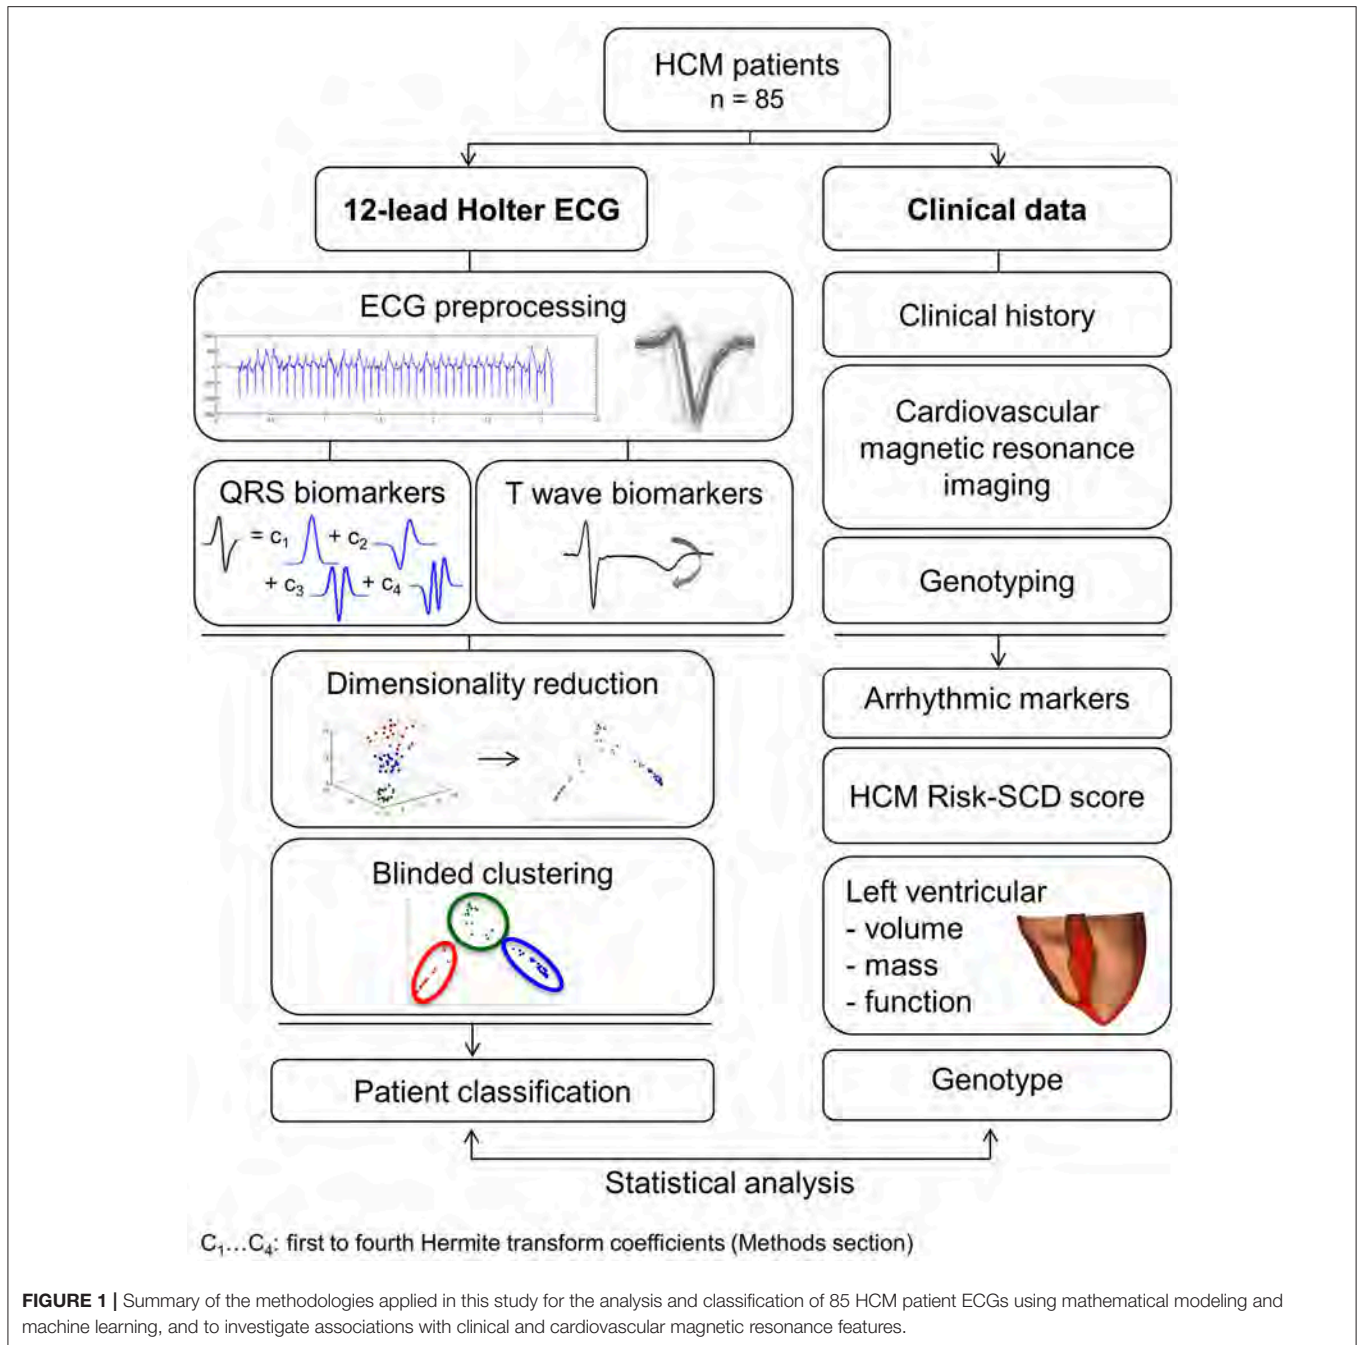 HCM patients
n = 85
12-lead Holter ECG
Clinical data
ECG preprocessing
Clinical history
Cardiovascular
magnetic resonance
imaging
QRS biomarkers
= c₁ + c₂
+ c₃ + c₄
T wave biomarkers
Genotyping
Dimensionality reduction
Arrhythmic markers
HCM Risk-SCD score
Blinded clustering
Left ventricular
- volume
- mass
- function
Patient classification
Genotype
Statistical analysis
C₁...C₄: first to fourth Hermite transform coefficients (Methods section)
FIGURE 1 | Summary of the methodologies applied in this study for the analysis and classification of 85 HCM patient ECGs using mathematical modeling and
machine learning, and to investigate associations with clinical and cardiovascular magnetic resonance features.